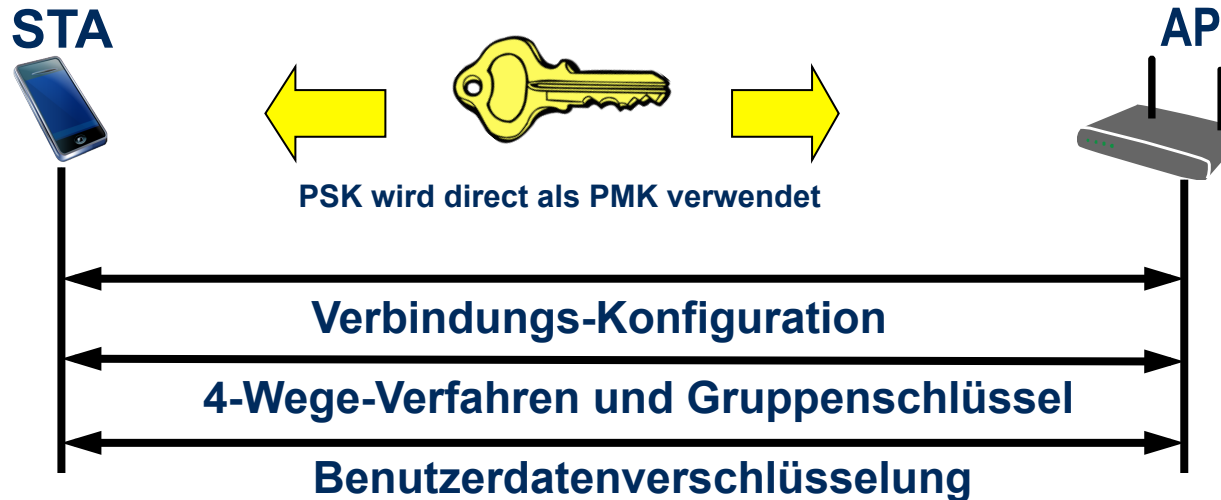 STA
AP
PSK wird direct als PMK verwendet
Verbindungs-Konfiguration
4-Wege-Verfahren und Gruppenschlüssel
Benutzerdatenverschlüsselung